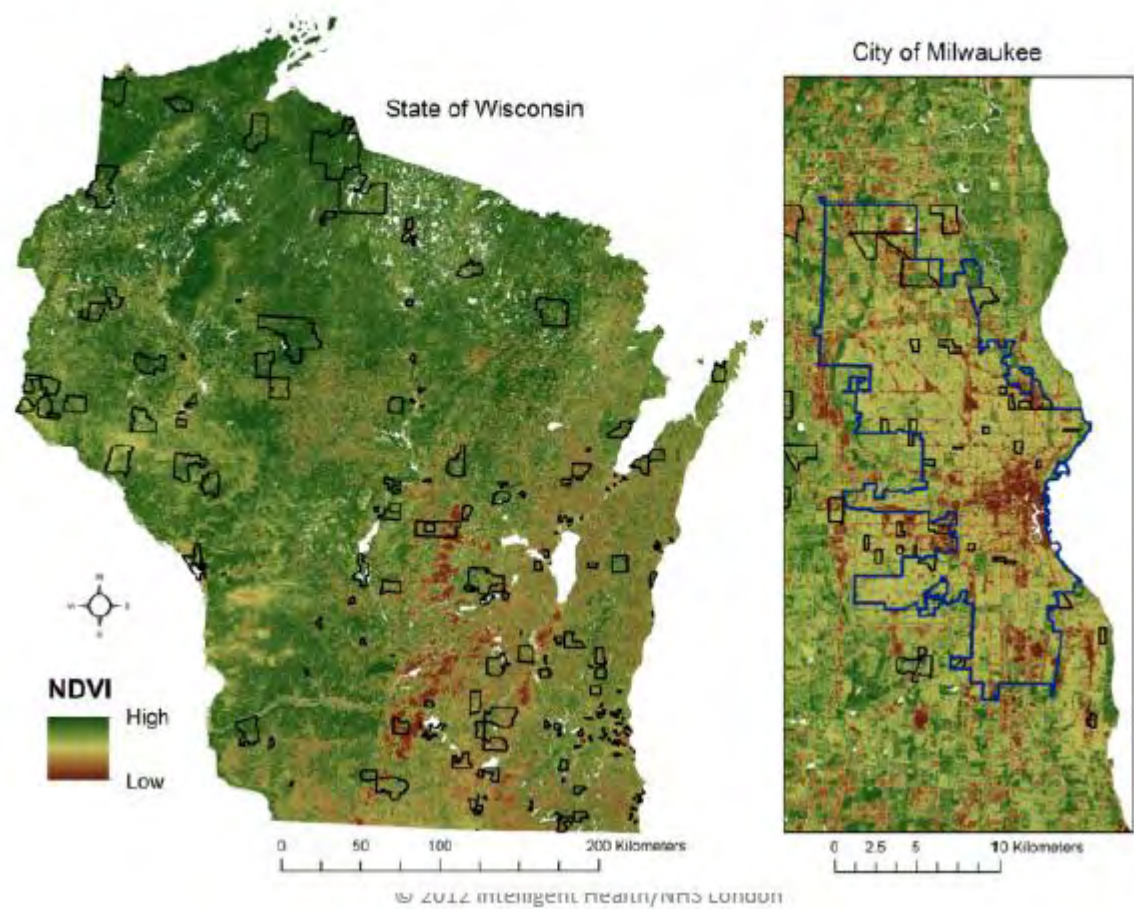 City of Milwaukee
State of Wisconsin
N
E
S
NDVI
High
Low
0 50 100 200 Kilometers
0 2.5 5 10 Kilometers
© 2012 Intelligent Health/NHS London